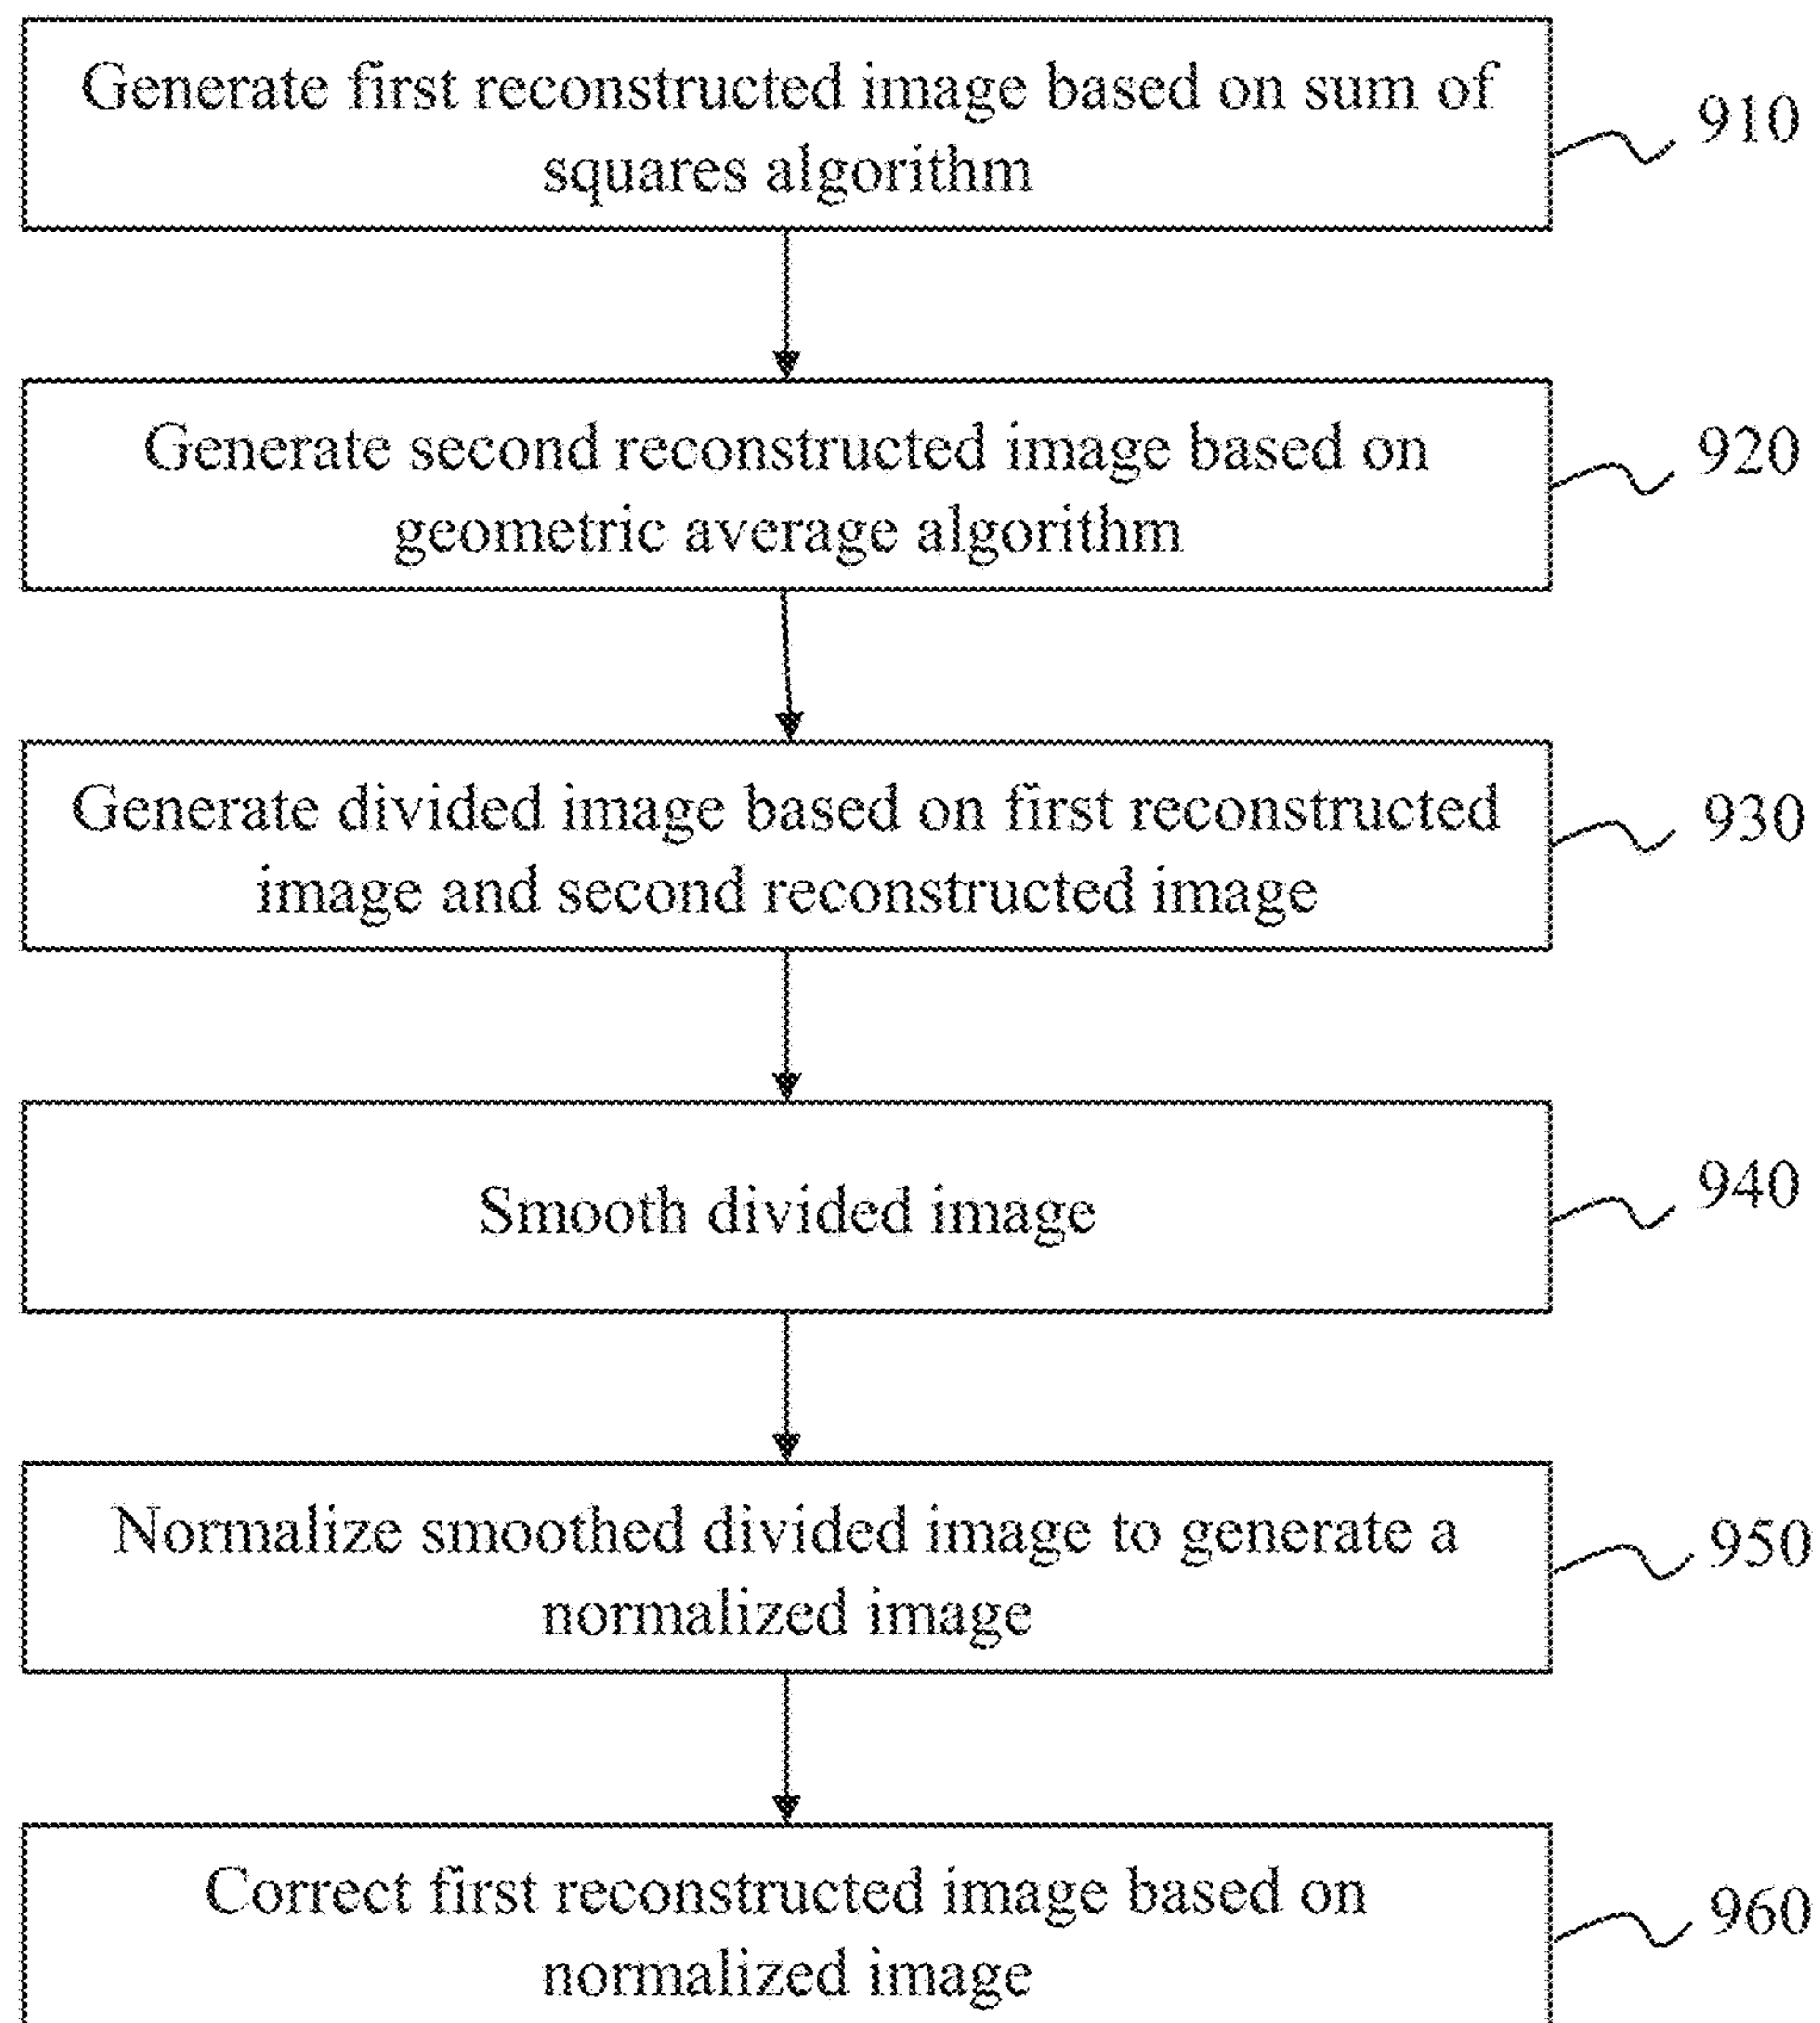 Generate first reconstructed image based on sum of
squares algorithm
910
Generate second reconstructed image based on
geometric average algorithm
920
Generate divided image based on first reconstructed
image and second reconstructed image
930
Smooth divided image
940
Normalize smoothed divided image to generate a
normalized image
950
Correct first reconstructed image based on
normalized image
960